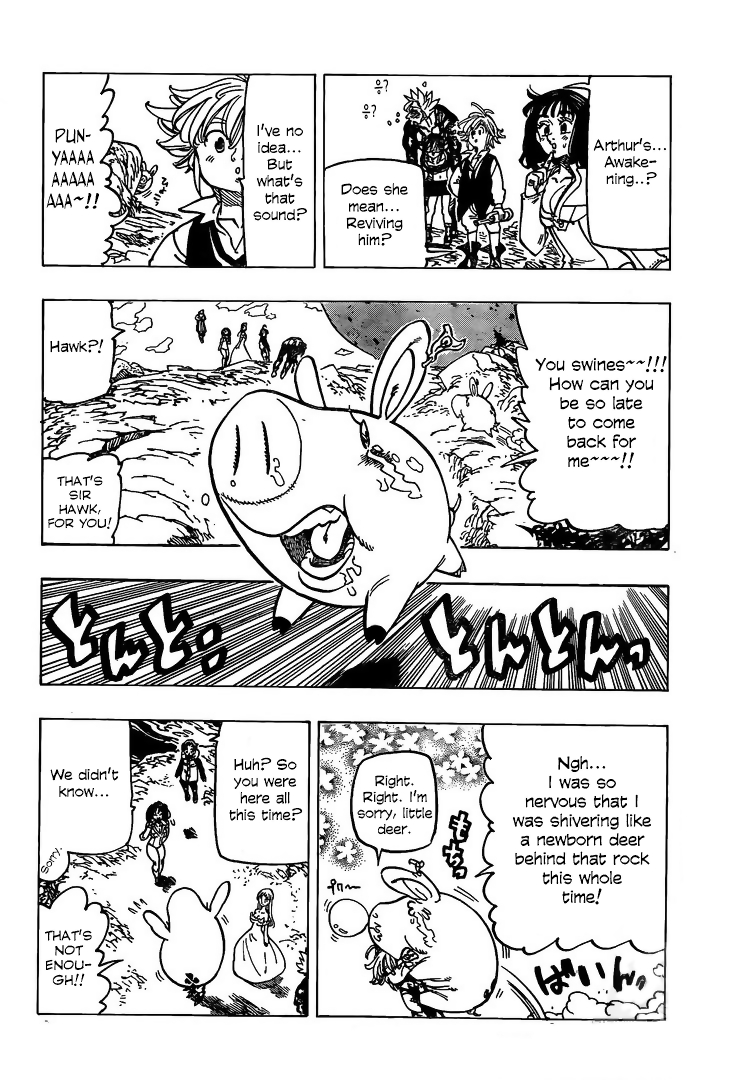 Arthur's...
Awake-
ning..?
응?
응?
Does she
mean...
Reviving
him?
I've no
idea...
But
what's
that
sound?
PUN-
YAAAA
AAAAA
AAA~!!
You swines~~!!!
How can you
be so late
to come
back for
me~~~!!
Hawk?!
THAT'S
SIR
HAWK,
FOR YOU!
とんとんっ
とんと:
Ngh...
I was so
nervous that I
was shivering like
a newborn deer
behind that rock
this whole
time!
Right.
Right. I'm
sorry, little
deer.
ばいんっ
Huh? So
you were
here all
this time?
We didn't
know...
Sorry.
THAT'S
NOT
ENOU-
GH!!